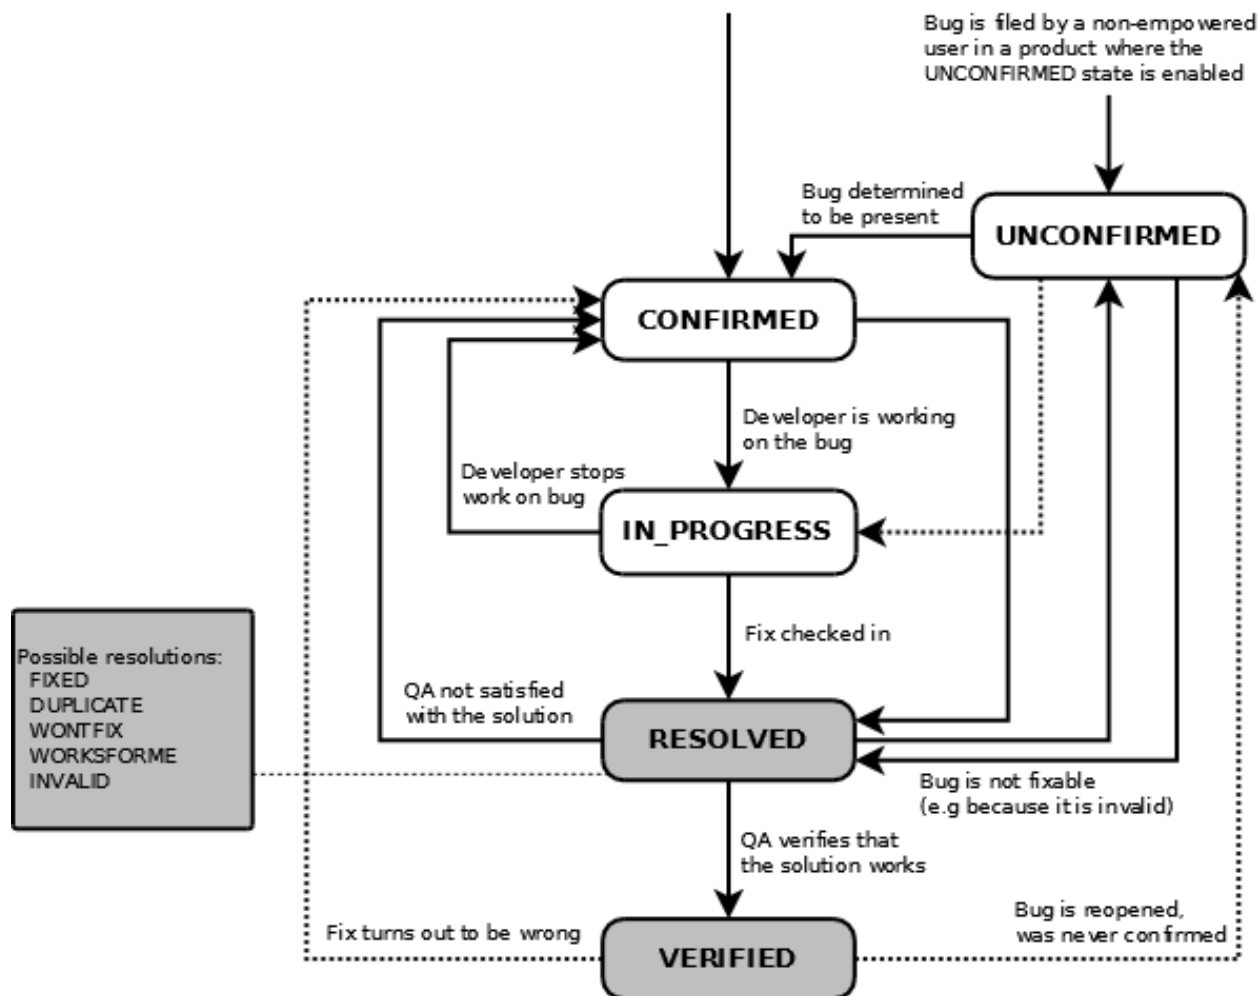 Bug is filed by a non-empowered
user in a product where the
UNCONFIRMED state is enabled
Bug determined
to be present
UNCONFIRMED
CONFIRMED
Developer is working
on the bug
Developer stops
work on bug
IN_PROGRESS
Fix checked in
Possible resolutions:
FIXED
DUPLICATE
WONTFIX
WORKSFORME
INVALID
QA not satisfied
with the solution
RESOLVED
Bug is not fixable
(e.g because it is invalid)
QA verifies that
the solution works
Fix turns out to be wrong
VERIFIED
Bug is reopened,
was never confirmed